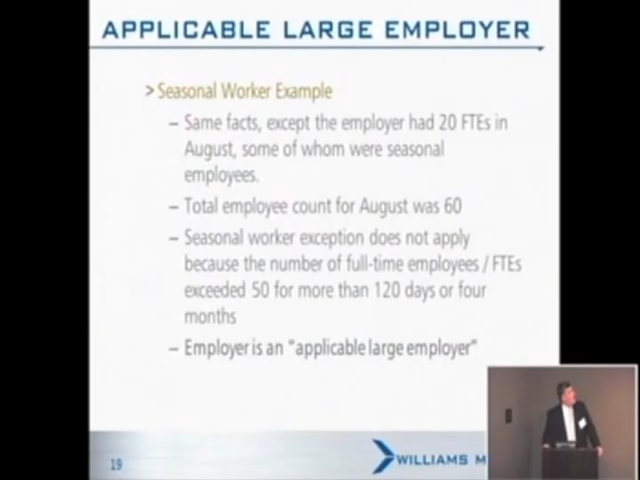 APPLICABLE LARGE EMPLOYER
> Seasonal Worker Example
– Same facts, except the employer had 20 FTEs in
August, some of whom were seasonal
employees.
– Total employee count for August was 60
– Seasonal worker exception does not apply
because the number of full-time employees / FTEs
exceeded 50 for more than 120 days or four
months
– Employer is an "applicable large employer"
19
WILLIAMS M